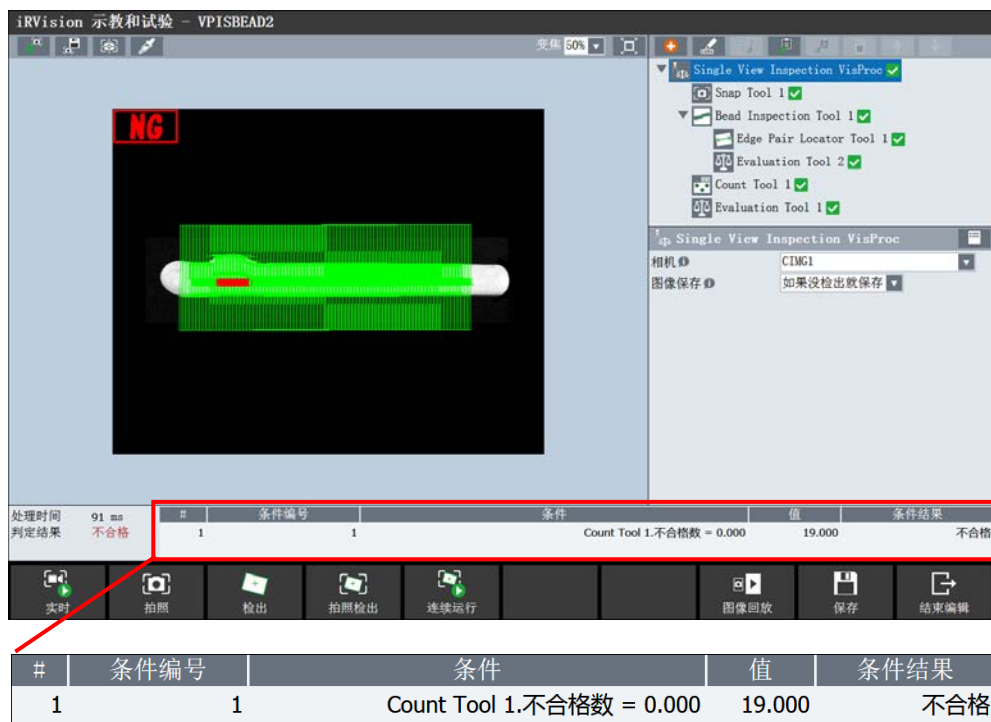 iRVision 示教和试验 - VPISBEAD2
变焦 50%
NG
Single View Inspection VisProc
Snap Tool 1
Bead Inspection Tool 1
Edge Pair Locator Tool 1
Evaluation Tool 2
Count Tool 1
Evaluation Tool 1
Single View Inspection VisProc
相机 CIMG1
图像保存 如果没检出就保存
处理时间 91 ms
判定结果 不合格
# 条件编号 条件 值 条件结果
1 1 Count Tool 1.不合格数 = 0.000 19.000 不合格
实时 拍照 检出 拍照检出 连续运行 图像回放 保存 结束编辑
# 条件编号 条件 值 条件结果
1 1 Count Tool 1.不合格数 = 0.000 19.000 不合格